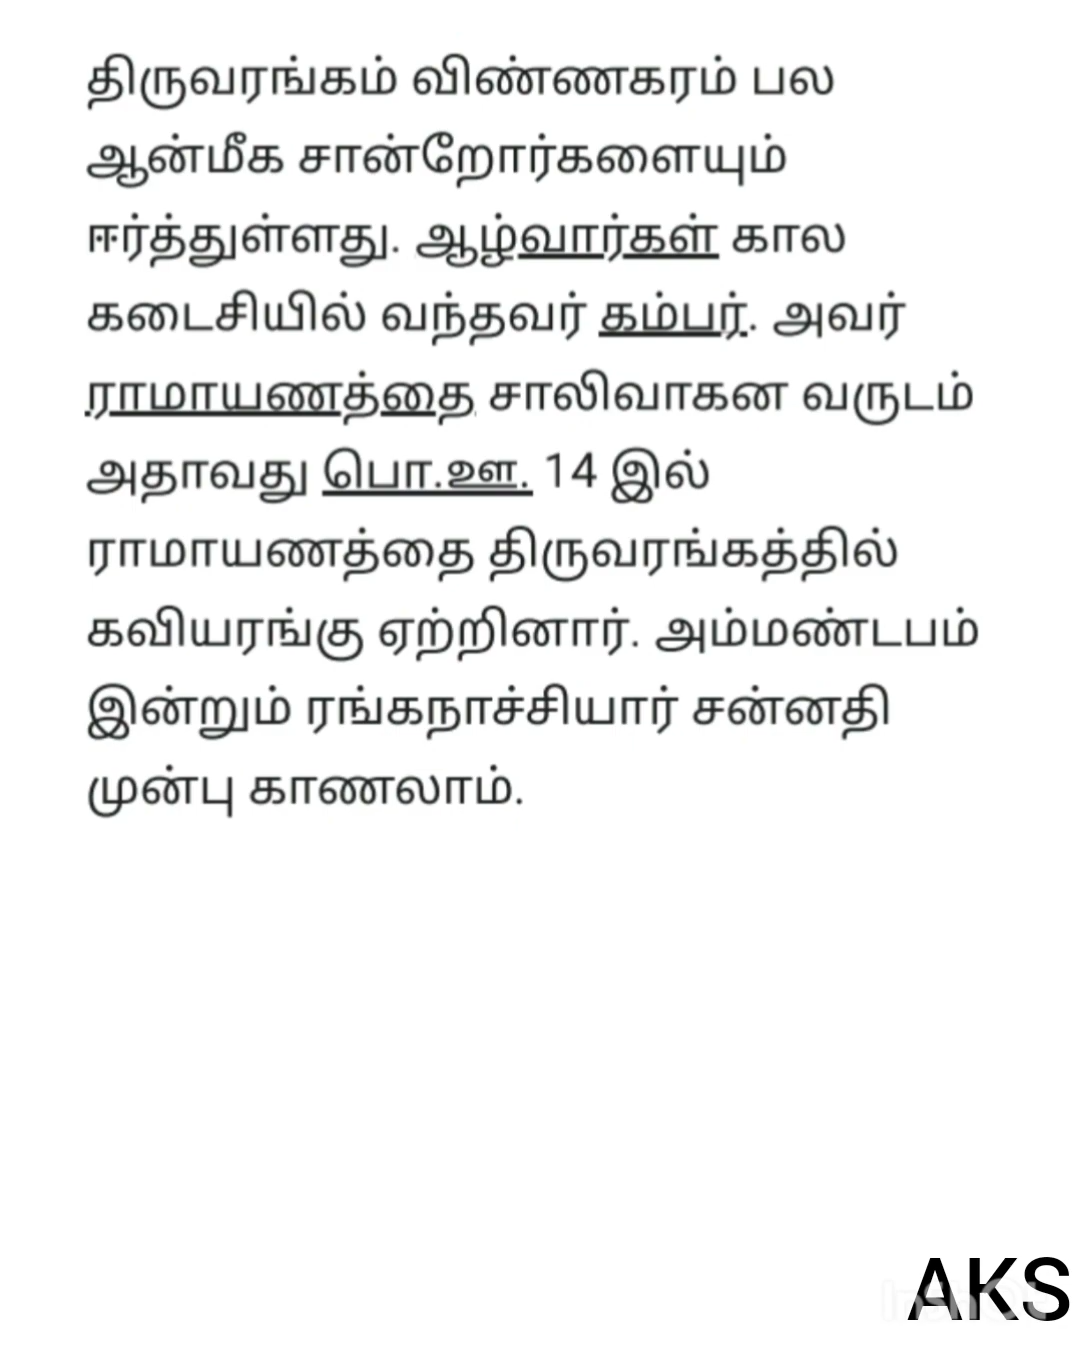 திருவரங்கம் விண்ணகரம் பல
ஆன்மீக சான்றோர்களையும்
ஈர்த்துள்ளது. ஆழ்வார்கள் கால
கடைசியில் வந்தவர் கம்பர். அவர்
ராமாயணத்தை சாலிவாகன வருடம்
அதாவது பொ.ஊ. 14 இல்
ராமாயணத்தை திருவரங்கத்தில்
கவியரங்கு ஏற்றினார். அம்மண்டபம்
இன்றும் ரங்கநாச்சியார் சன்னதி
முன்பு காணலாம்.
AKS